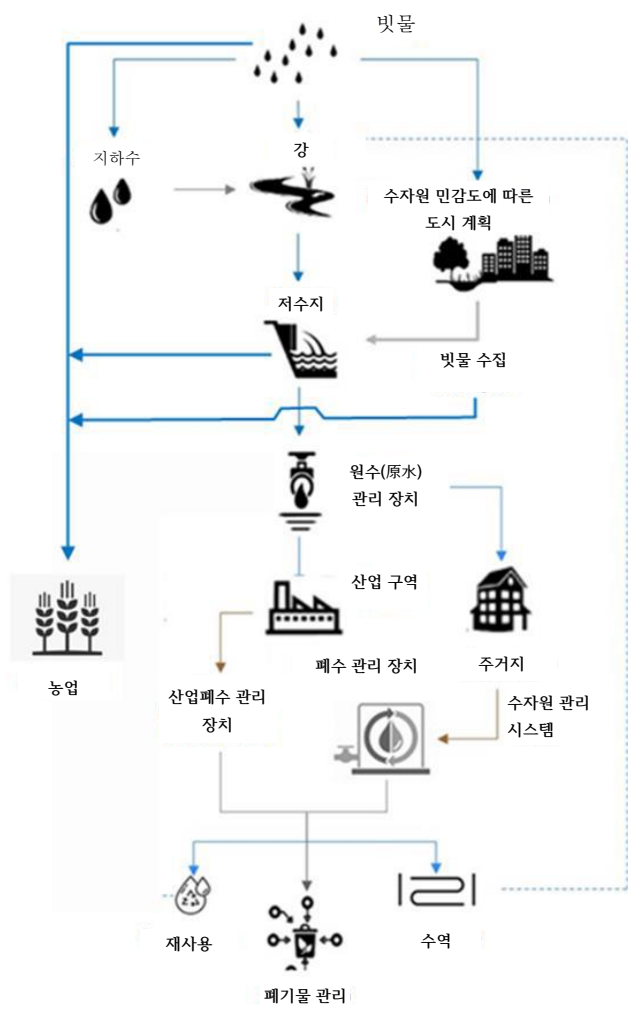 빗물
지하수
강
수자원 민감도에 따른
도시 계획
저수지
빗물 수집
원수(原水)
관리 장치
산업 구역
농업
폐수 관리 장치
주거지
산업폐수 관리
장치
수자원 관리
시스템
재사용
수역
폐기물 관리